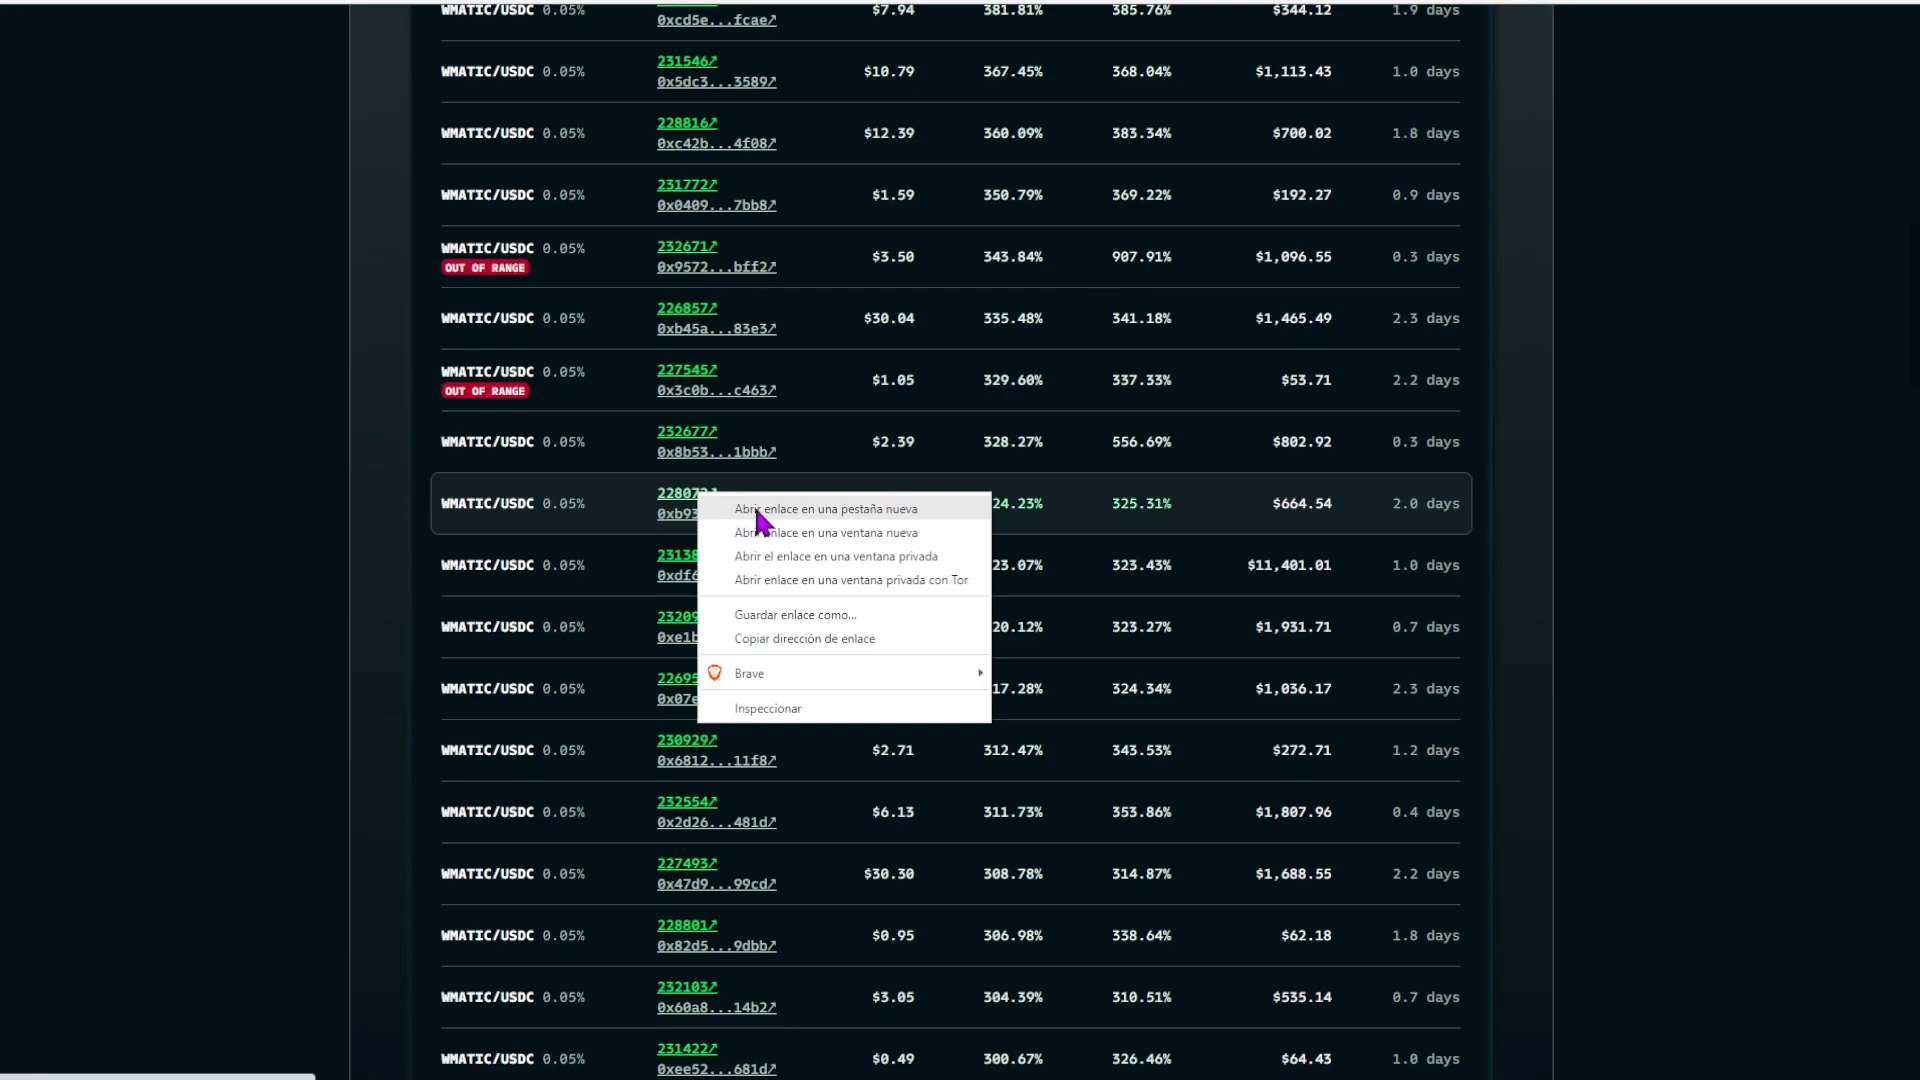 WMATIC/USDC 0.05% 0xcd5e...fcae↗ $7.94 381.81% 385.76% $344.12 1.9 days
231546↗
WMATIC/USDC 0.05% $10.79 367.45% 368.04% $1,113.43 1.0 days
0x5dc3...3589↗
228816↗
WMATIC/USDC 0.05% $12.39 360.09% 383.34% $700.02 1.8 days
0xc42b...4f08↗
231772↗
WMATIC/USDC 0.05% $1.59 350.79% 369.22% $192.27 0.9 days
0x0409...7bb8↗
WMATIC/USDC 0.05% 232671↗
$3.50 343.84% 907.91% $1,096.55 0.3 days
OUT OF RANGE 0x9572...bff2↗
226857↗
WMATIC/USDC 0.05% $30.04 335.48% 341.18% $1,465.49 2.3 days
0xb45a...83e3↗
WMATIC/USDC 0.05% 227545↗
$1.05 329.60% 337.33% $53.71 2.2 days
OUT OF RANGE 0x3c0b...c463↗
232677↗
WMATIC/USDC 0.05% $2.39 328.27% 556.69% $802.92 0.3 days
0x8b53...1bbb↗
WMATIC/USDC 0.05% 24.23% 325.31% $664.54 2.0 days
0xb93
Abrir enlace en una pestaña nueva
Abrir enlace en una ventana nueva
Abrir el enlace en una ventana privada
Abrir enlace en una ventana privada con Tor
Guardar enlace como...
Copiar dirección de enlace
Brave
Inspeccionar
23138
WMATIC/USDC 0.05% 23.07% $11,401.01 1.0 days
323.43%
0xdf6
23209
WMATIC/USDC 0.05% 20.12% 323.27% $1,931.71 0.7 days
0xe1b
22695
WMATIC/USDC 0.05% 17.28% 324.34% $1,036.17 2.3 days
0x07e
230929↗
WMATIC/USDC 0.05% $2.71 312.47% 343.53% $272.71 1.2 days
0x6812...11f8↗
232554↗
WMATIC/USDC 0.05% $6.13 311.73% 353.86% $1,807.96 0.4 days
0x2d26...481d↗
227493↗
WMATIC/USDC 0.05% $30.30 308.78% 314.87% $1,688.55 2.2 days
0x47d9...99cd↗
228801↗
WMATIC/USDC 0.05% $0.95 306.98% 338.64% $62.18 1.8 days
0x82d5...9dbb↗
232103↗
WMATIC/USDC 0.05% $3.05 304.39% 310.51% $535.14 0.7 days
0x60a8...14b2↗
231422↗
WMATIC/USDC 0.05% $0.49 300.67% 326.46% $64.43 1.0 days
0xee52...681d↗